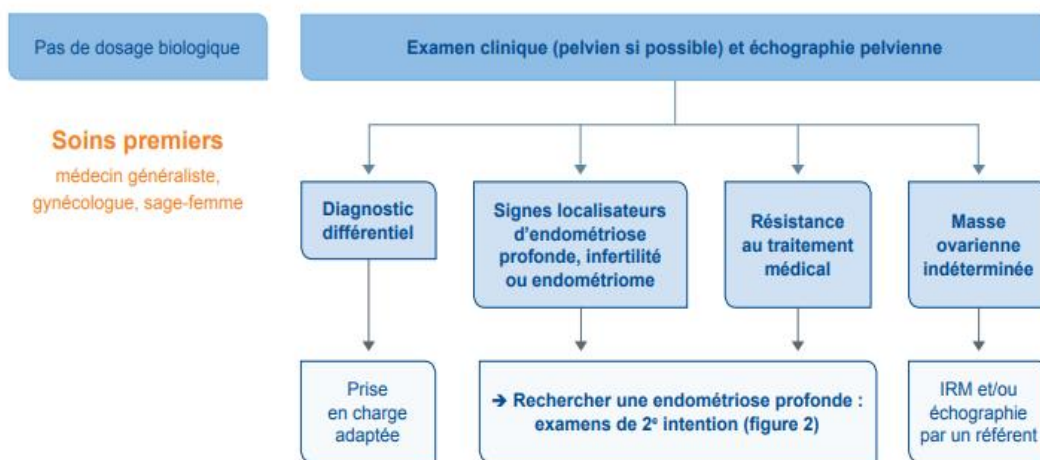 Pas de dosage biologique
Examen clinique (pelvien si possible) et échographie pelvienne
Soins premiers
médecin généraliste,
gynécologue, sage-femme
Diagnostic
différentiel
Signes localisateurs
d'endométriose
profonde, infertilité
ou endométriome
Résistance
au traitement
médical
Masse
ovarienne
indéterminée
Prise
en charge
adaptée
➔ Rechercher une endométriose profonde :
examens de 2e intention (figure 2)
IRM et/ou
échographie
par un référent